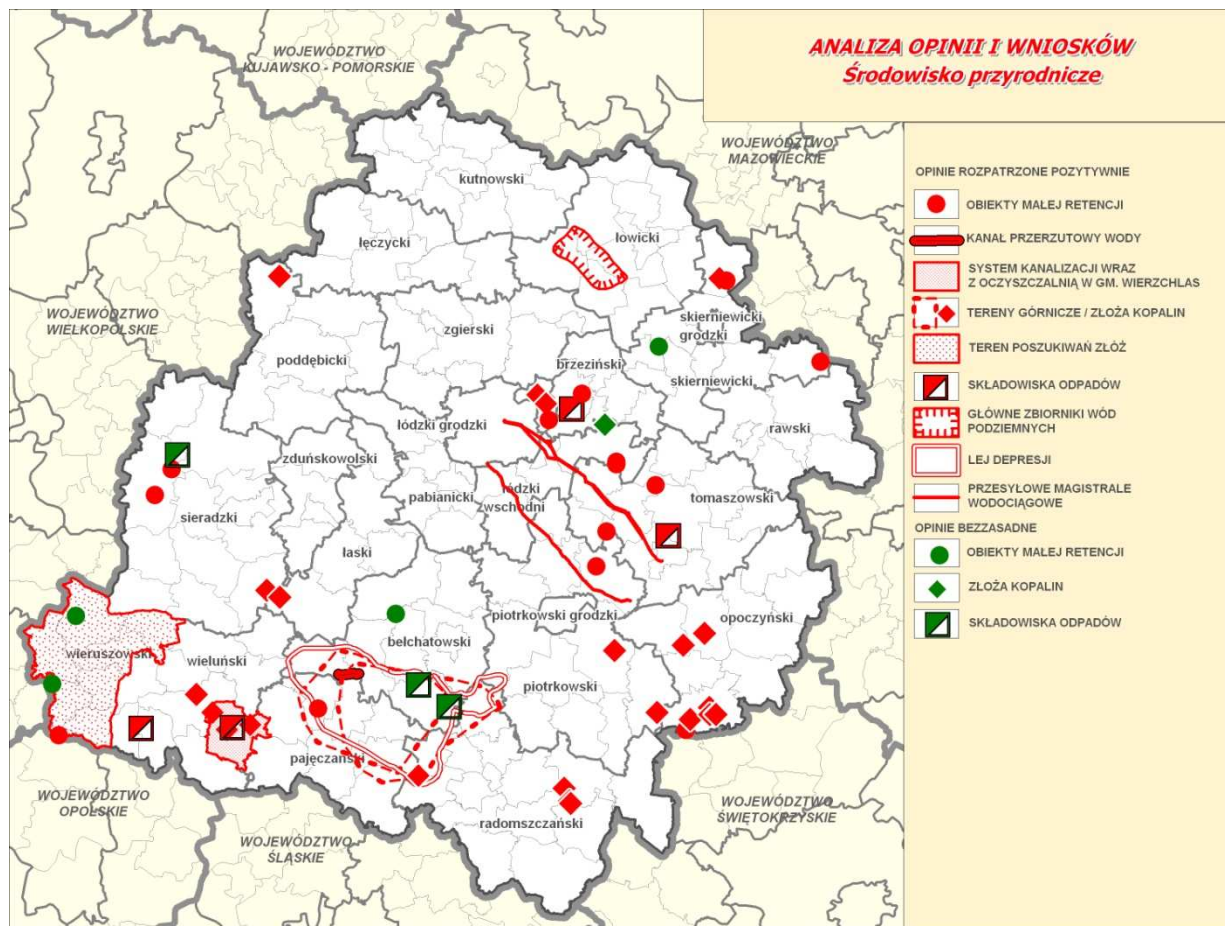 ANALIZA OPINII I WNIOSKÓW
Środowisko przyrodnicze
WOJEWÓDZTWO
KUJAWSKO - POMORSKIE
WOJEWÓDZTWO
MAZOWIECKIE
kutnowski
łowicki
łęczycki
WOJEWÓDZTWO
WIELKOPOLSKIE
zgierski
skierniewicki
grodzki
poddębicki
brzeziński
skierniewicki
łódzki grodzki
rawski
zduńskowolski
pabianicki
łódzki
wschodni
tomaszowski
sieradzki
łaski
piotrkowski grodzki
opoczyński
bełchatowski
wieruszowski
wieluński
piotrkowski
pajęczański
WOJEWÓDZTWO
OPOLSKIE
WOJEWÓDZTWO
ŚWIĘTOKRZYSKIE
radomszczański
WOJEWÓDZTWO
ŚLĄSKIE
OPINIE ROZPATRZONE POZYTYWNIE
OBIEKTY MAŁEJ RETENCJI
KANAŁ PRZERZUTOWY WODY
SYSTEM KANALIZACJI WRAZ
Z OCZYSZCZALNIĄ W GM. WIERZCHLAS
TERENY GÓRNICZE / ZŁOŻA KOPALIN
TEREN POSZUKIWAŃ ZŁÓŻ
SKŁADOWISKA ODPADÓW
GŁÓWNE ZBIORNIKI WÓD
PODZIEMNYCH
LEJ DEPRESJI
PRZESYŁOWE MAGISTRALE
WODOCIĄGOWE
OPINIE BEZZASADNE
OBIEKTY MAŁEJ RETENCJI
ZŁOŻA KOPALIN
SKŁADOWISKA ODPADÓW